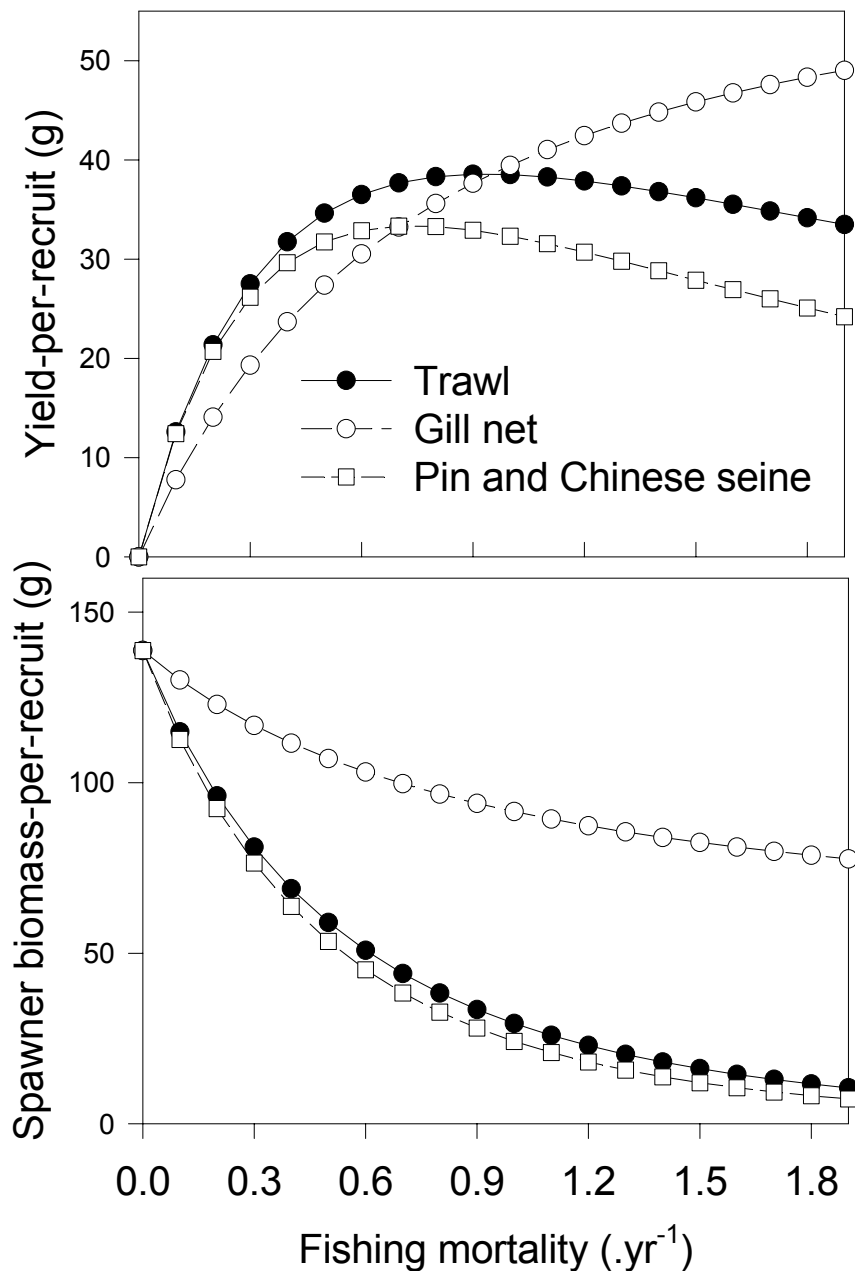 Yield-per-recruit (g)
50
40
30
20
10
0
Trawl
Gill net
Pin and Chinese seine
Spawner biomass-per-recruit (g)
150
100
50
0
0.0 0.3 0.6 0.9 1.2 1.5 1.8
Fishing mortality (.yr-1)